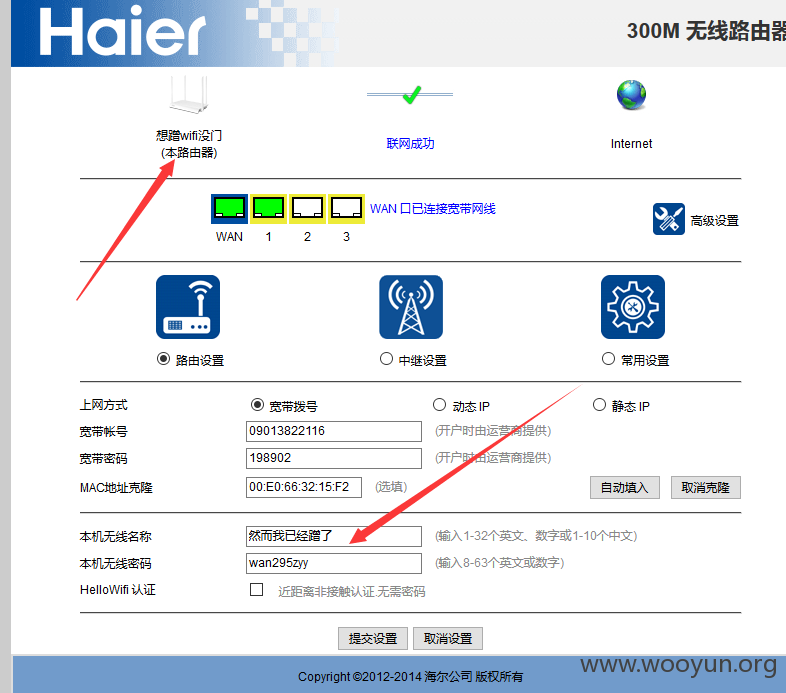 Haier
300M 无线路由器
想蹭wifi没门
(本路由器)
联网成功
Internet
WAN 口已连接宽带网线
WAN 1 2 3
高级设置
路由设置 中继设置 常用设置
上网方式 宽带拨号 动态 IP 静态 IP
宽带帐号 09013822116 (开户时由运营商提供)
宽带密码 198902 (开户时由运营商提供)
MAC地址克隆 00:E0:66:32:15:F2 (选填) 自动填入 取消克隆
本机无线名称 然而我已经蹭了 (输入1-32个英文、数字或1-10个中文)
本机无线密码 wan295zyy (输入8-63个英文或数字)
HelloWifi 认证 近距离非接触认证.无需密码
提交设置 取消设置
www.wooyun.org
Copyright ©2012-2014 海尔公司 版权所有